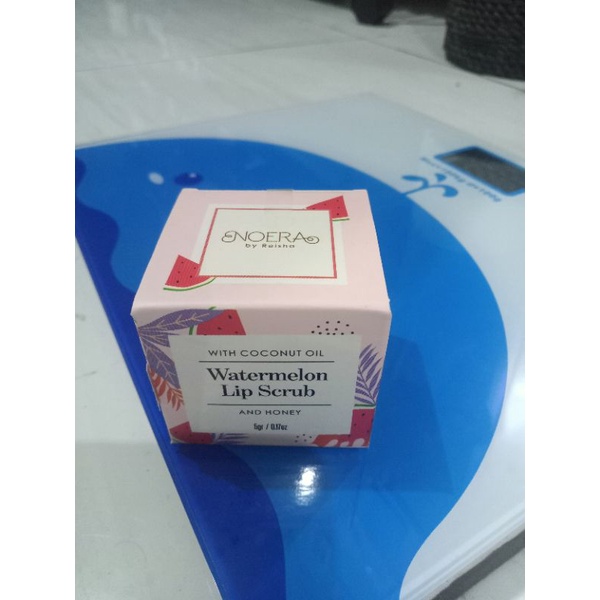 NOERA
by Reisha
WITH COCONUT OIL
Watermelon
Lip Scrub
AND HONEY
5gr / 0.17oz